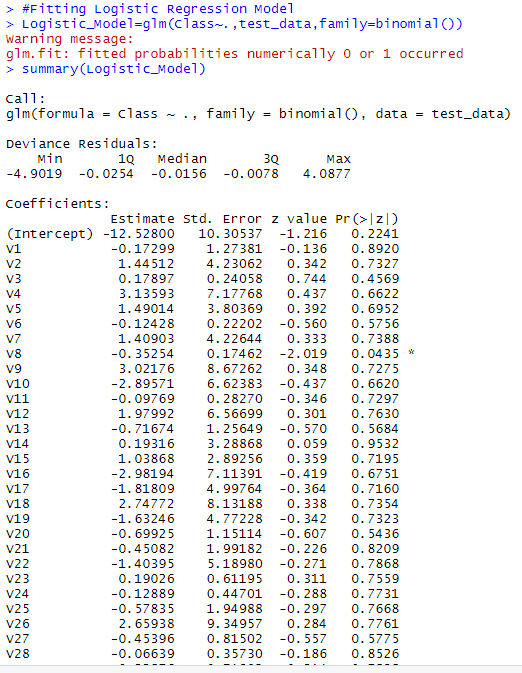 > #Fitting Logistic Regression Model
> Logistic_Model=glm(Class~.,test_data,family=binomial())
Warning message:
glm.fit: fitted probabilities numerically 0 or 1 occurred
> summary(Logistic_Model)
Call:
glm(formula = Class ~ ., family = binomial(), data = test_data)
Deviance Residuals:
Min 1Q Median 3Q Max
-4.9019 -0.0254 -0.0156 -0.0078 4.0877
Coefficients:
Estimate Std. Error z value Pr(>|z|)
(Intercept) -12.52800 10.30537 -1.216 0.2241
V1 -0.17299 1.27381 -0.136 0.8920
V2 1.44512 4.23062 0.342 0.7327
V3 0.17897 0.24058 0.744 0.4569
V4 3.13593 7.17768 0.437 0.6622
V5 1.49014 3.80369 0.392 0.6952
V6 -0.12428 0.22202 -0.560 0.5756
V7 1.40903 4.22644 0.333 0.7388
V8 -0.35254 0.17462 -2.019 0.0435 *
V9 3.02176 8.67262 0.348 0.7275
V10 -2.89571 6.62383 -0.437 0.6620
V11 -0.09769 0.28270 -0.346 0.7297
V12 1.97992 6.56699 0.301 0.7630
V13 -0.71674 1.25649 -0.570 0.5684
V14 0.19316 3.28868 0.059 0.9532
V15 1.03868 2.89256 0.359 0.7195
V16 -2.98194 7.11391 -0.419 0.6751
V17 -1.81809 4.99764 -0.364 0.7160
V18 2.74772 8.13188 0.338 0.7354
V19 -1.63246 4.77228 -0.342 0.7323
V20 -0.69925 1.15114 -0.607 0.5436
V21 -0.45082 1.99182 -0.226 0.8209
V22 -1.40395 5.18980 -0.271 0.7868
V23 0.19026 0.61195 0.311 0.7559
V24 -0.12889 0.44701 -0.288 0.7731
V25 -0.57835 1.94988 -0.297 0.7668
V26 2.65938 9.34957 0.284 0.7761
V27 -0.45396 0.81502 -0.557 0.5775
V28 -0.06639 0.35730 -0.186 0.8526